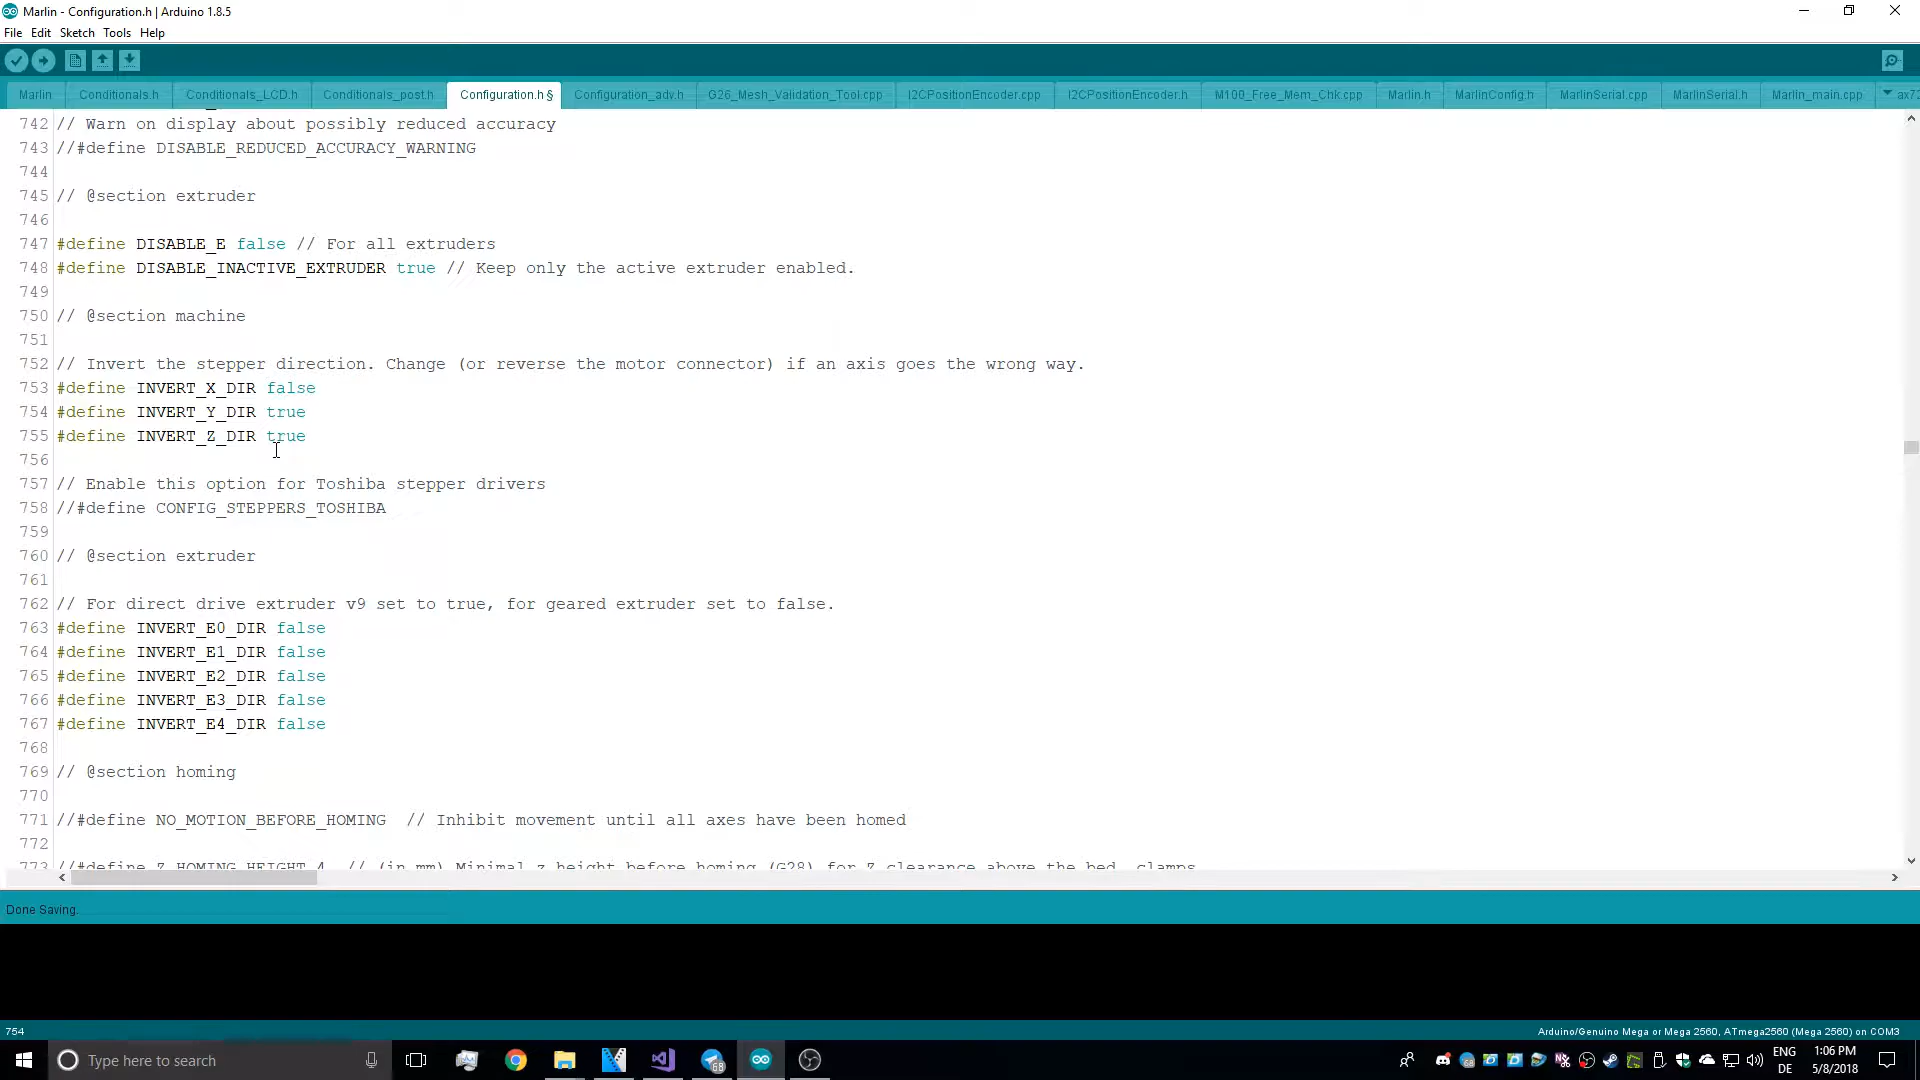 Marlin - Configuration.h | Arduino 1.8.5
File Edit Sketch Tools Help
Marlin Conditionals.h Conditionals_LCD.h Conditionals_post.h Configuration.h § Configuration_adv.h G26_Mesh_Validation_Tool.cpp I2CPositionEncoder.cpp I2CPositionEncoder.h M100_Free_Mem_Chk.cpp Marlin.h MarlinConfig.h MarlinSerial.cpp MarlinSerial.h Marlin_main.cpp
742 // Warn on display about possibly reduced accuracy
743 //#define DISABLE_REDUCED_ACCURACY_WARNING
744
745 // @section extruder
746
747 #define DISABLE_E false // For all extruders
748 #define DISABLE_INACTIVE_EXTRUDER true // Keep only the active extruder enabled.
749
750 // @section machine
751
752 // Invert the stepper direction. Change (or reverse the motor connector) if an axis goes the wrong way.
753 #define INVERT_X_DIR false
754 #define INVERT_Y_DIR true
755 #define INVERT_Z_DIR true
756
757 // Enable this option for Toshiba stepper drivers
758 //#define CONFIG_STEPPERS_TOSHIBA
759
760 // @section extruder
761
762 // For direct drive extruder v9 set to true, for geared extruder set to false.
763 #define INVERT_E0_DIR false
764 #define INVERT_E1_DIR false
765 #define INVERT_E2_DIR false
766 #define INVERT_E3_DIR false
767 #define INVERT_E4_DIR false
768
769 // @section homing
770
771 //#define NO_MOTION_BEFORE_HOMING // Inhibit movement until all axes have been homed
772
773 //#define Z_HOMING_HEIGHT 4 // (in mm) Minimal z height before homing (G28) for Z clearance above the bed, clamps
Done Saving.
754 Arduino/Genuino Mega or Mega 2560, ATmega2560 (Mega 2560) on COM3
Type here to search
ENG 1:06 PM
DE 5/8/2018